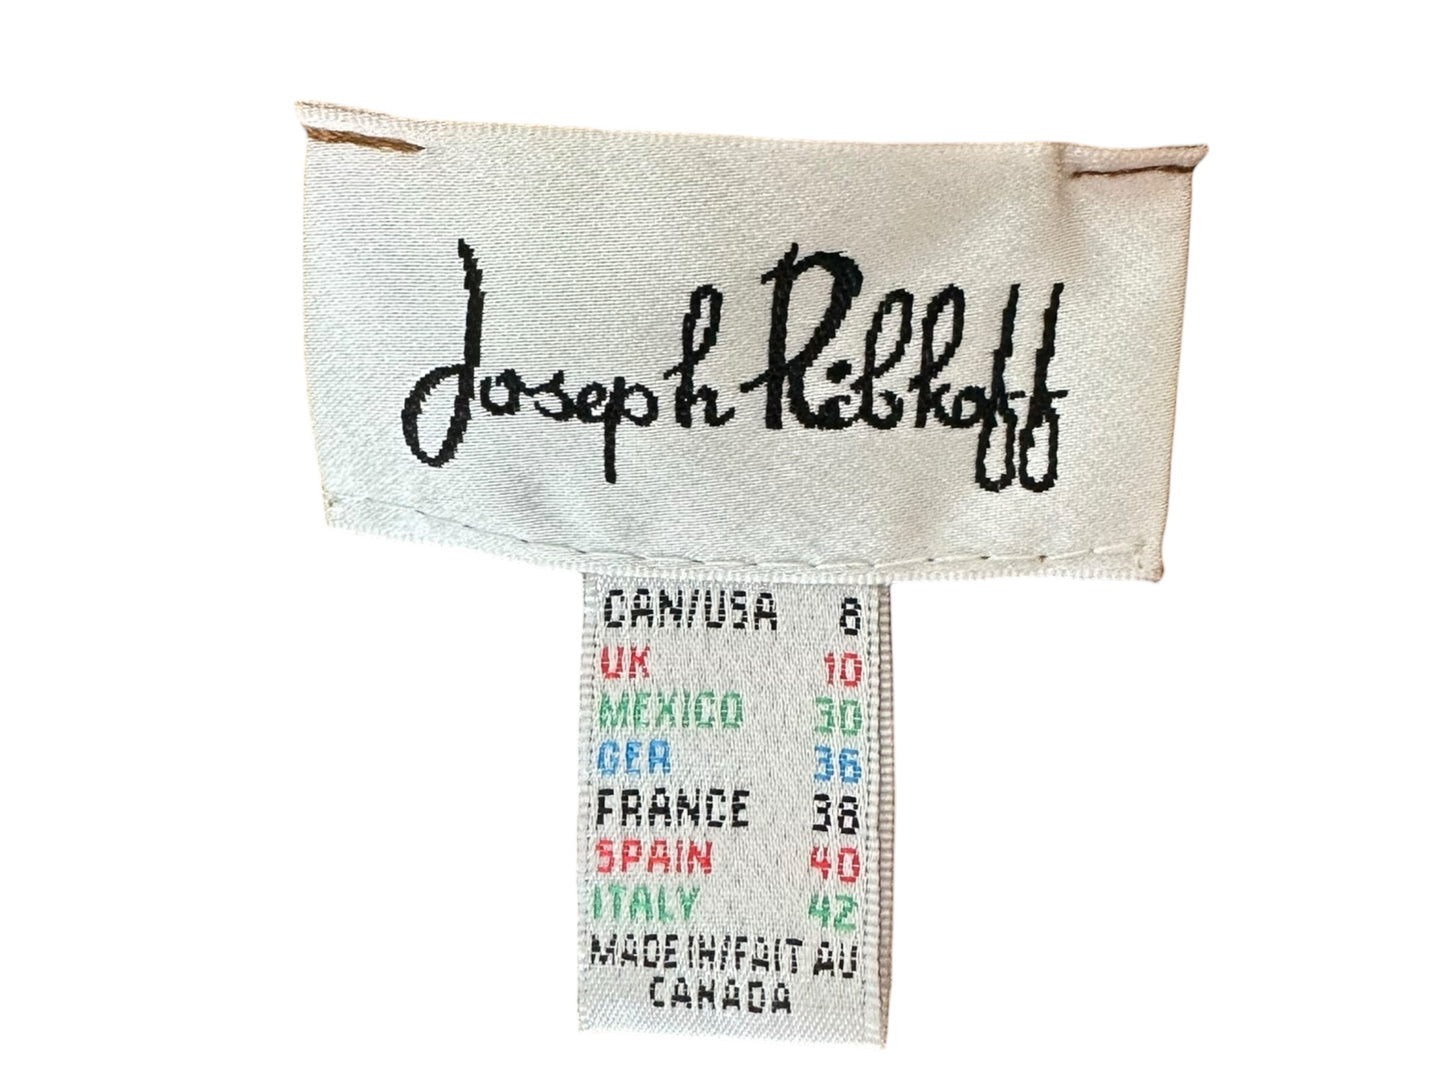 Joseph Ribkoff
CAN/USA 8
UK 10
MEXICO 30
GER 36
FRANCE 38
SPAIN 40
ITALY 42
MADE IN/FAIT AU
CANADA